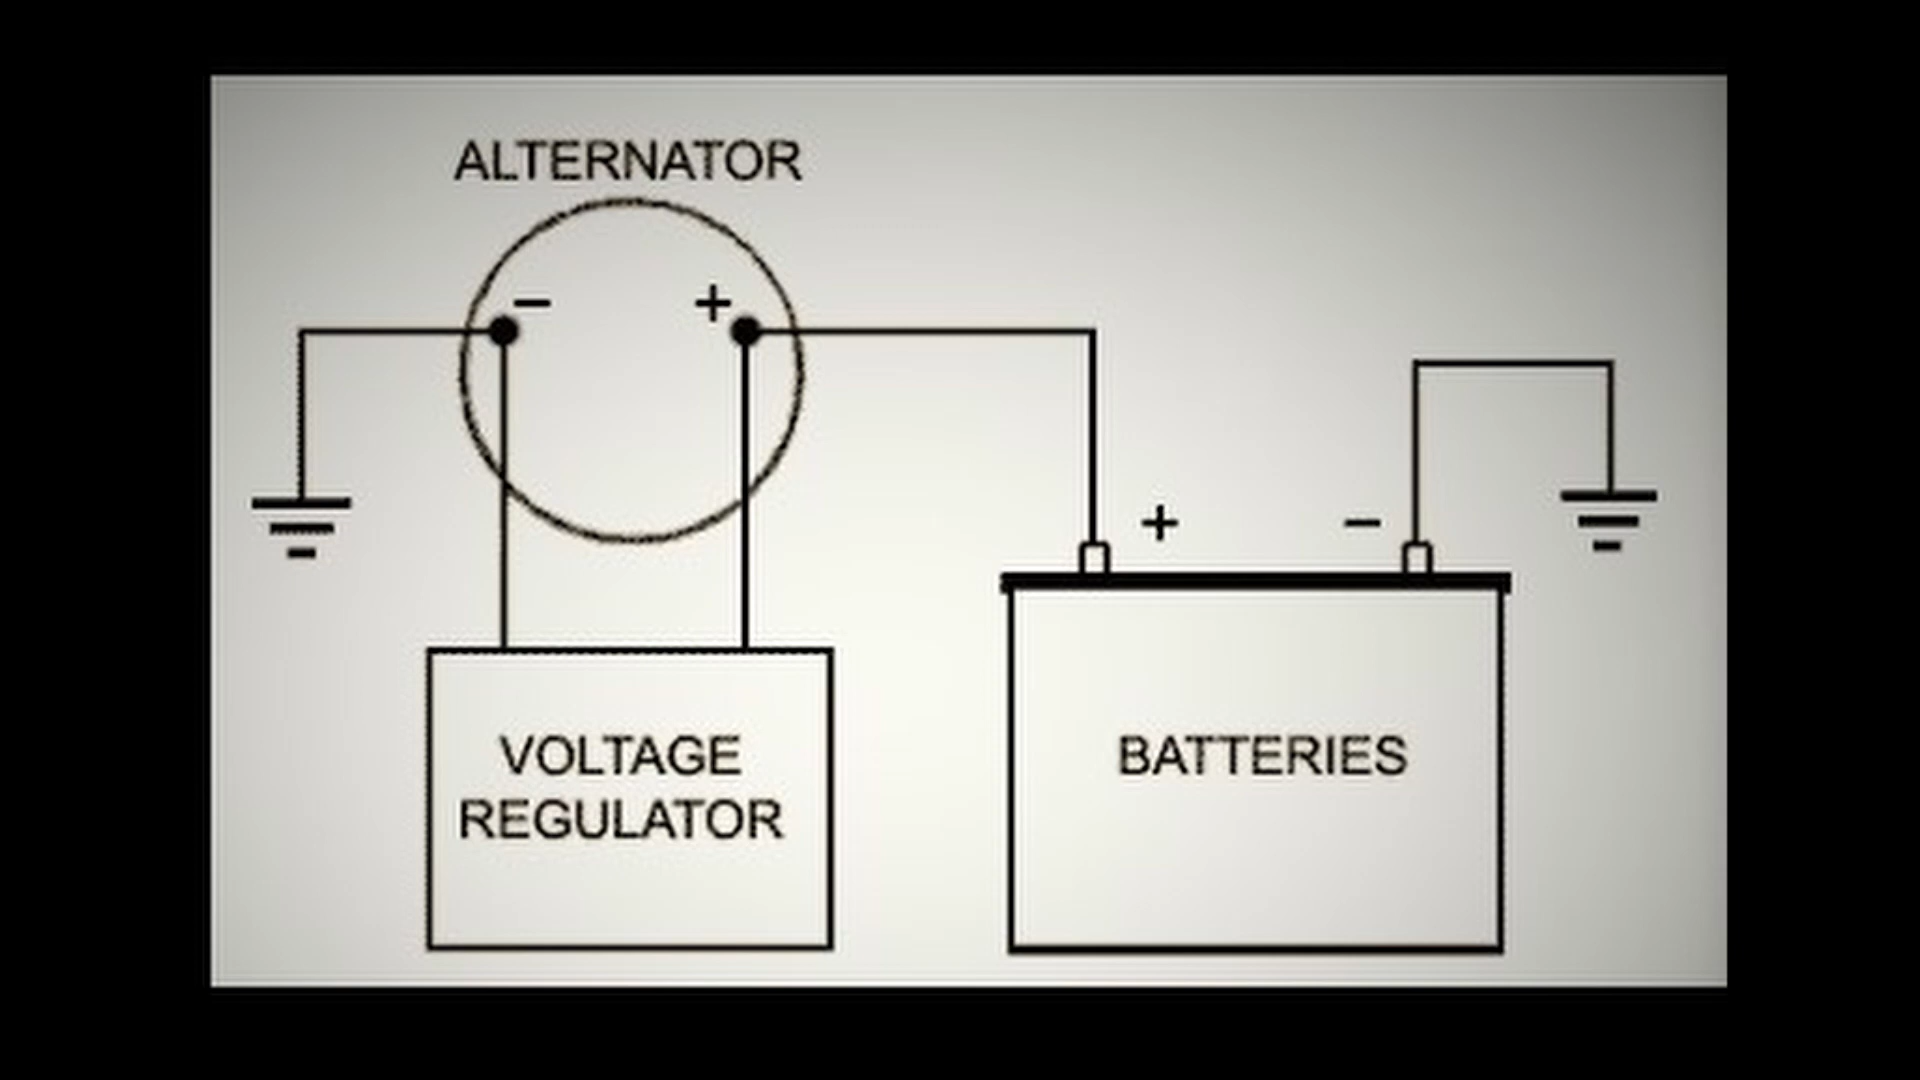 ALTERNATOR
− +
+ −
VOLTAGE
REGULATOR
BATTERIES